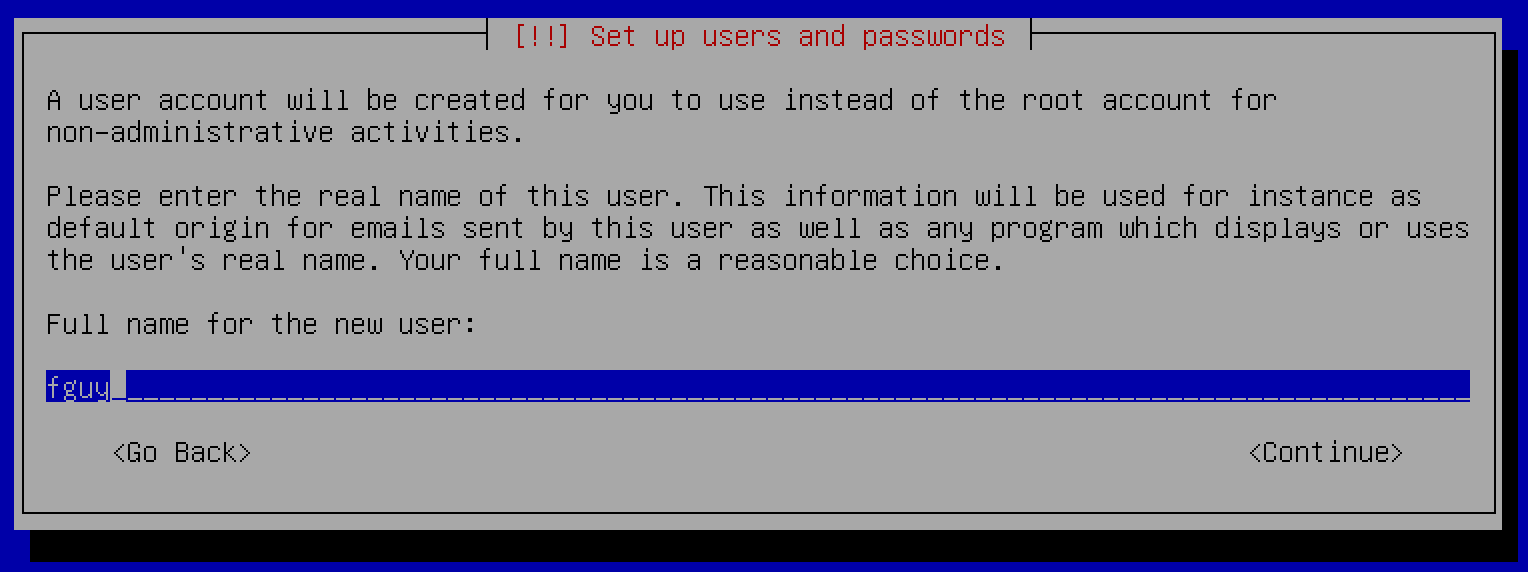 [!!] Set up users and passwords
A user account will be created for you to use instead of the root account for
non-administrative activities.
Please enter the real name of this user. This information will be used for instance as
default origin for emails sent by this user as well as any program which displays or uses
the user's real name. Your full name is a reasonable choice.
Full name for the new user:
fguy
<Go Back> <Continue>